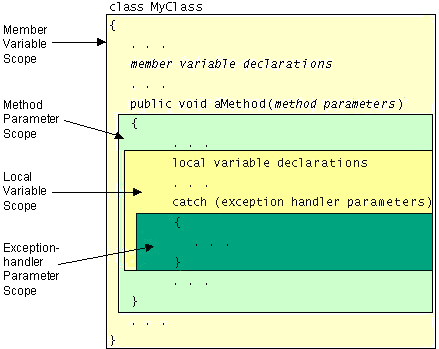 class MyClass
Member
Variable
Scope
{
. . .
member variable declarations
. . .
public void aMethod(method parameters)
Method
Parameter
Scope
{
. . .
Local
Variable
Scope
local variable declarations
. . .
catch (exception handler parameters)
Exception-
handler
Parameter
Scope
{
. . .
}
. . .
}
. . .
}